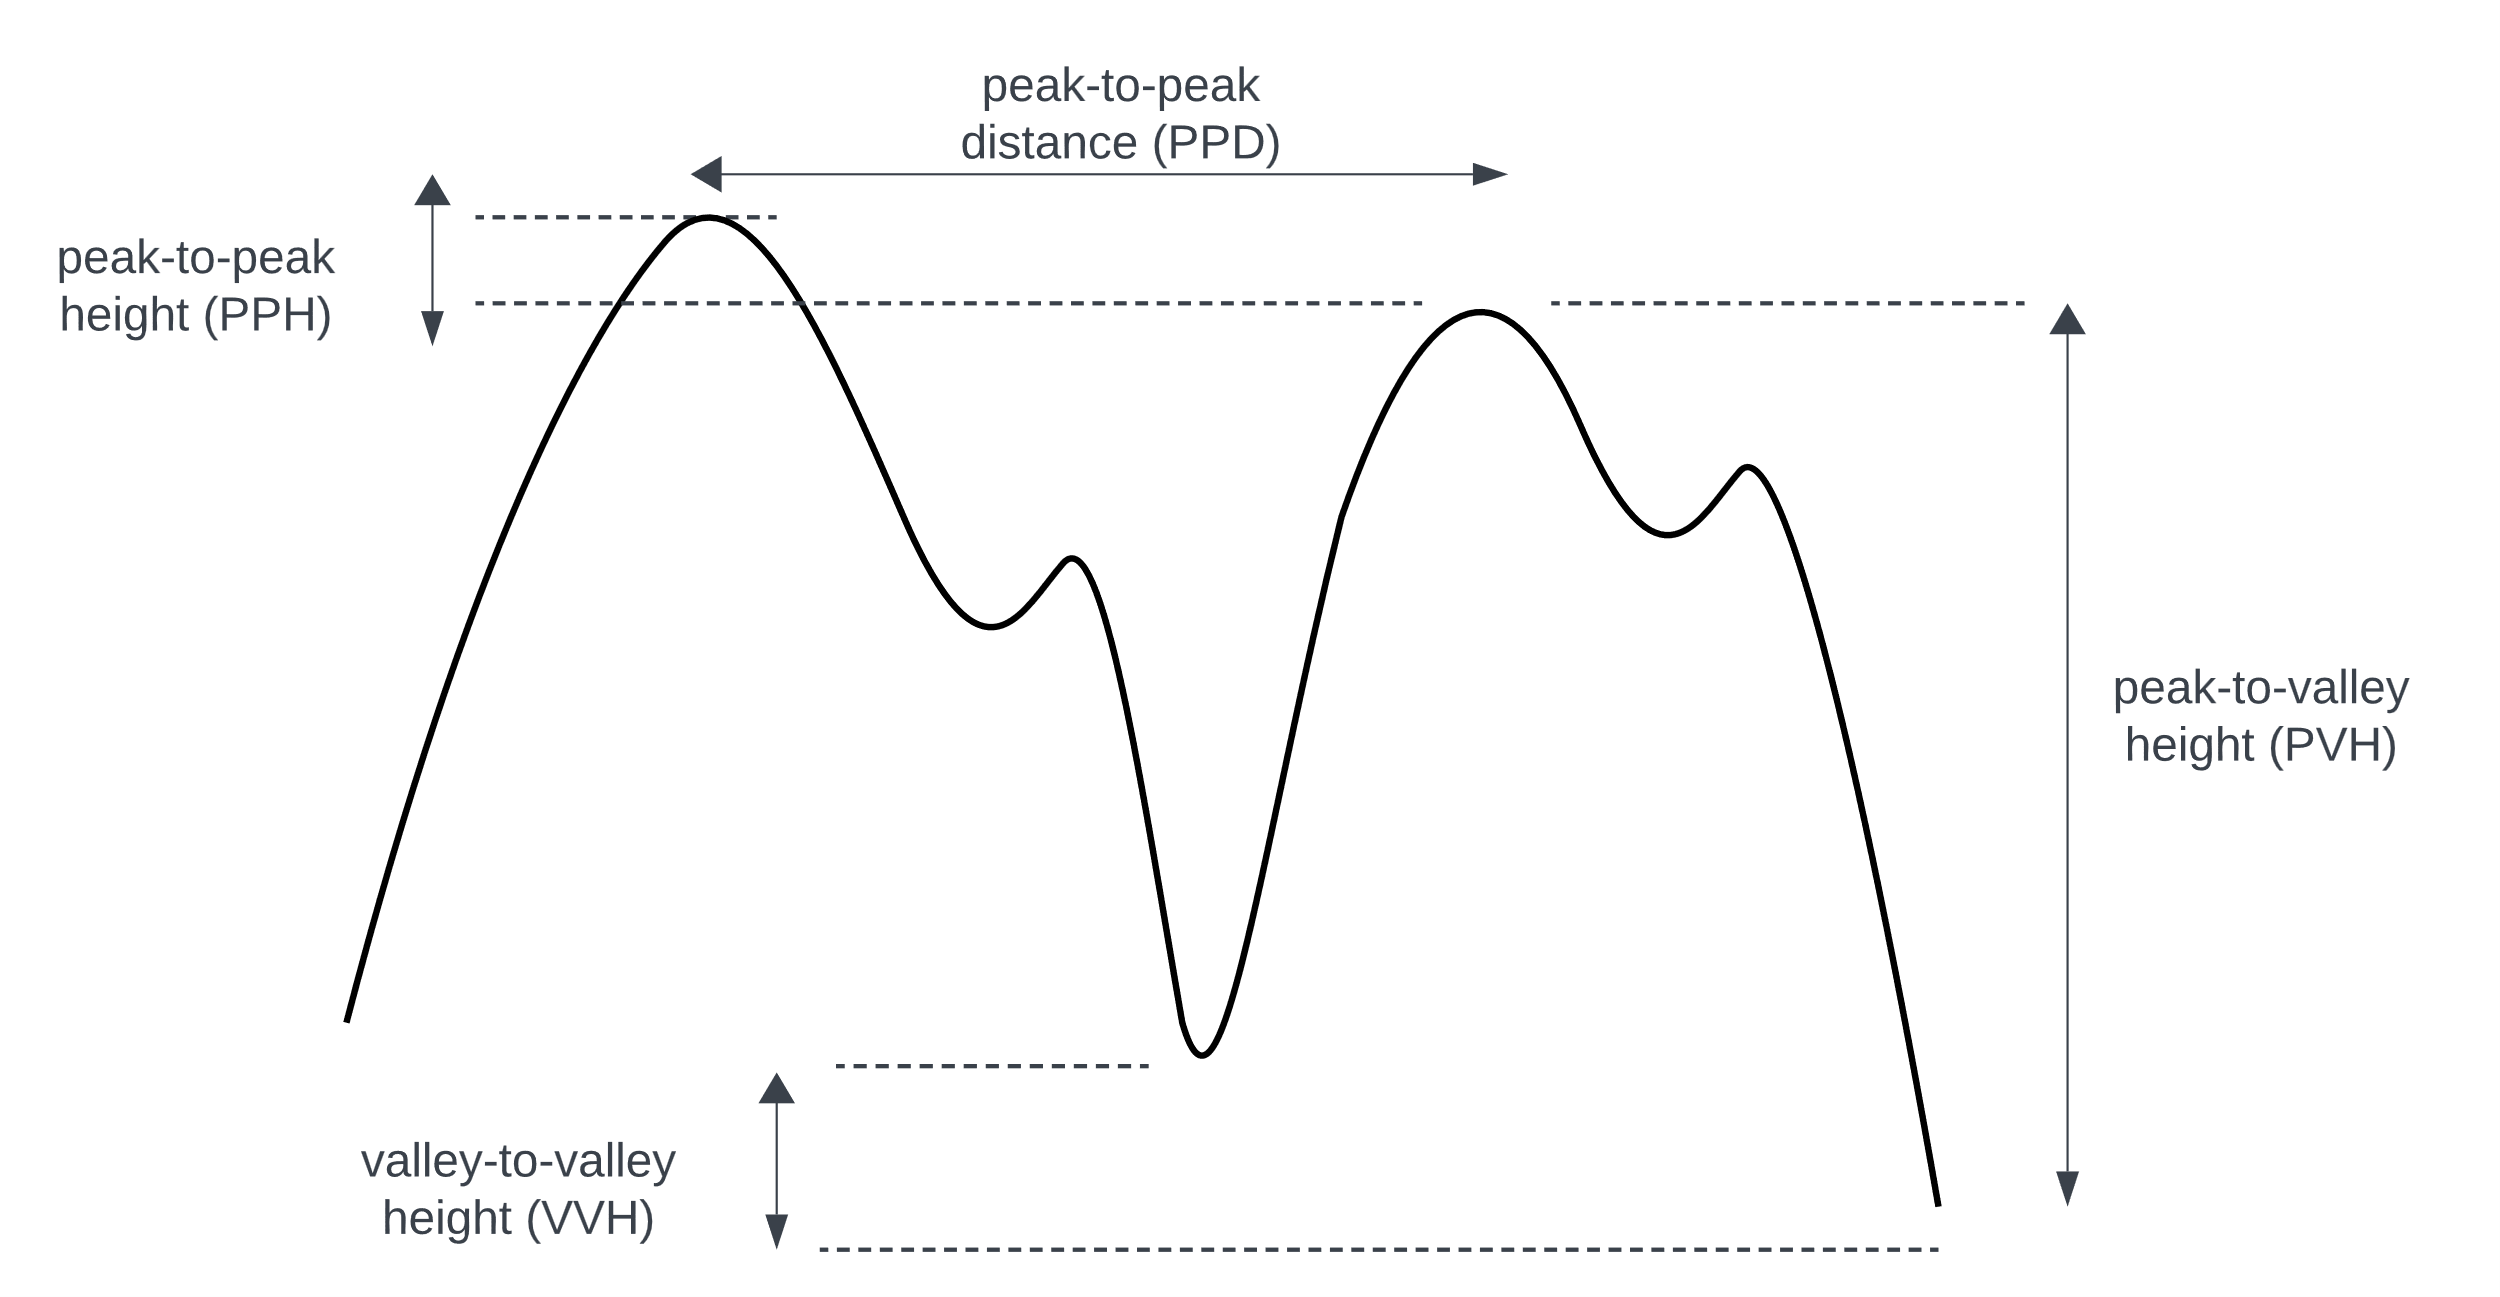 peak-to-peak
distance (PPD)
peak-to-peak
height (PPH)
peak-to-valley
height (PVH)
valley-to-valley
height (VVH)